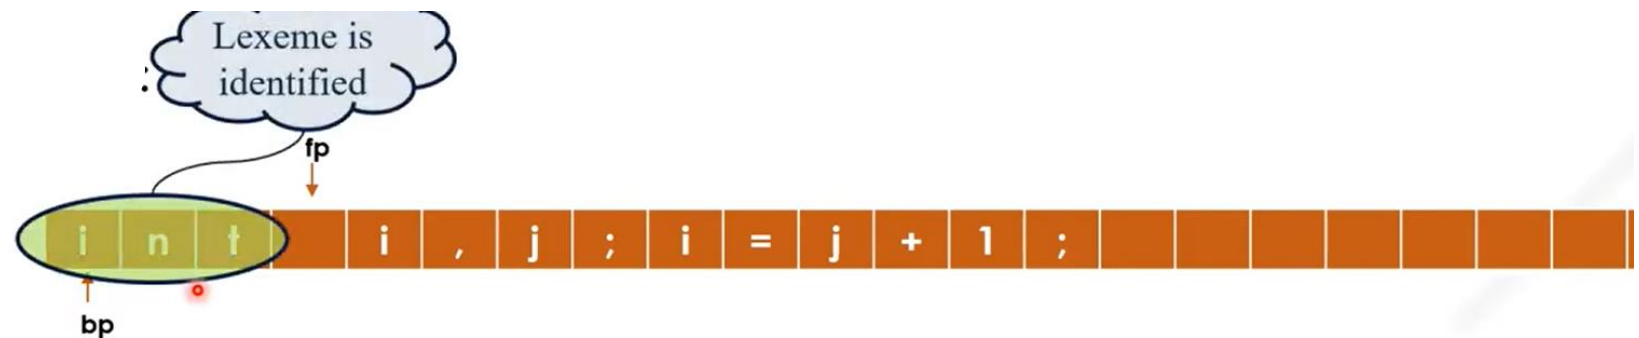 Lexeme is
identified
:
fp
i n t i , j ; i = j + 1 ;
bp